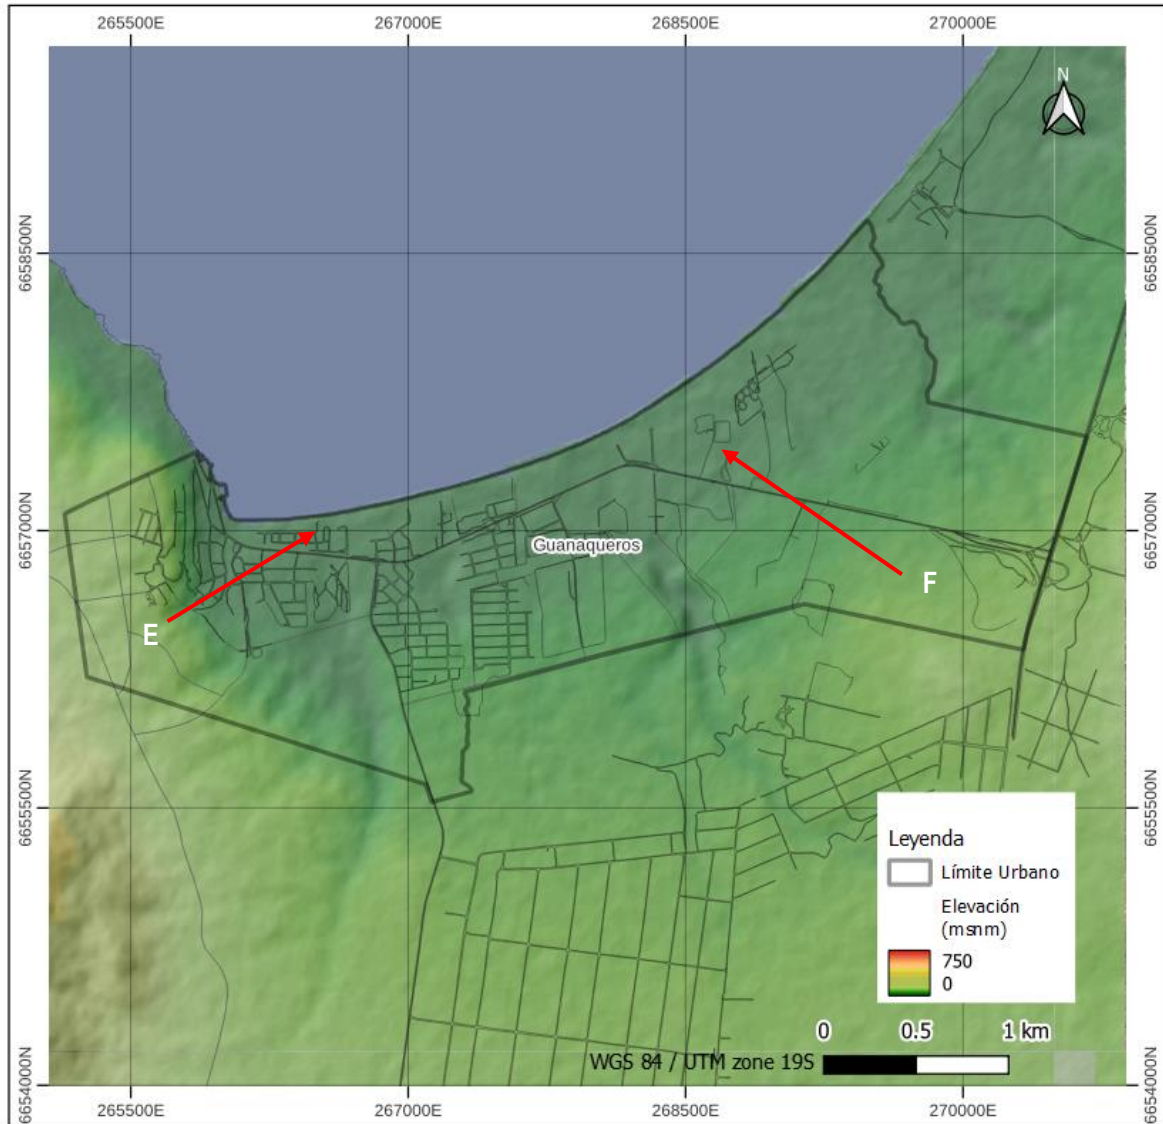 265500E 267000E 268500E 270000E
N
6658500N 6658500N
6657000N 6657000N
Guanaqueros
F
E
6655500N 6655500N
Leyenda
Límite Urbano
Elevación
(msnm)
750
0
0 0.5 1 km
WGS 84 / UTM zone 19S
6654000N 6654000N
265500E 267000E 268500E 270000E